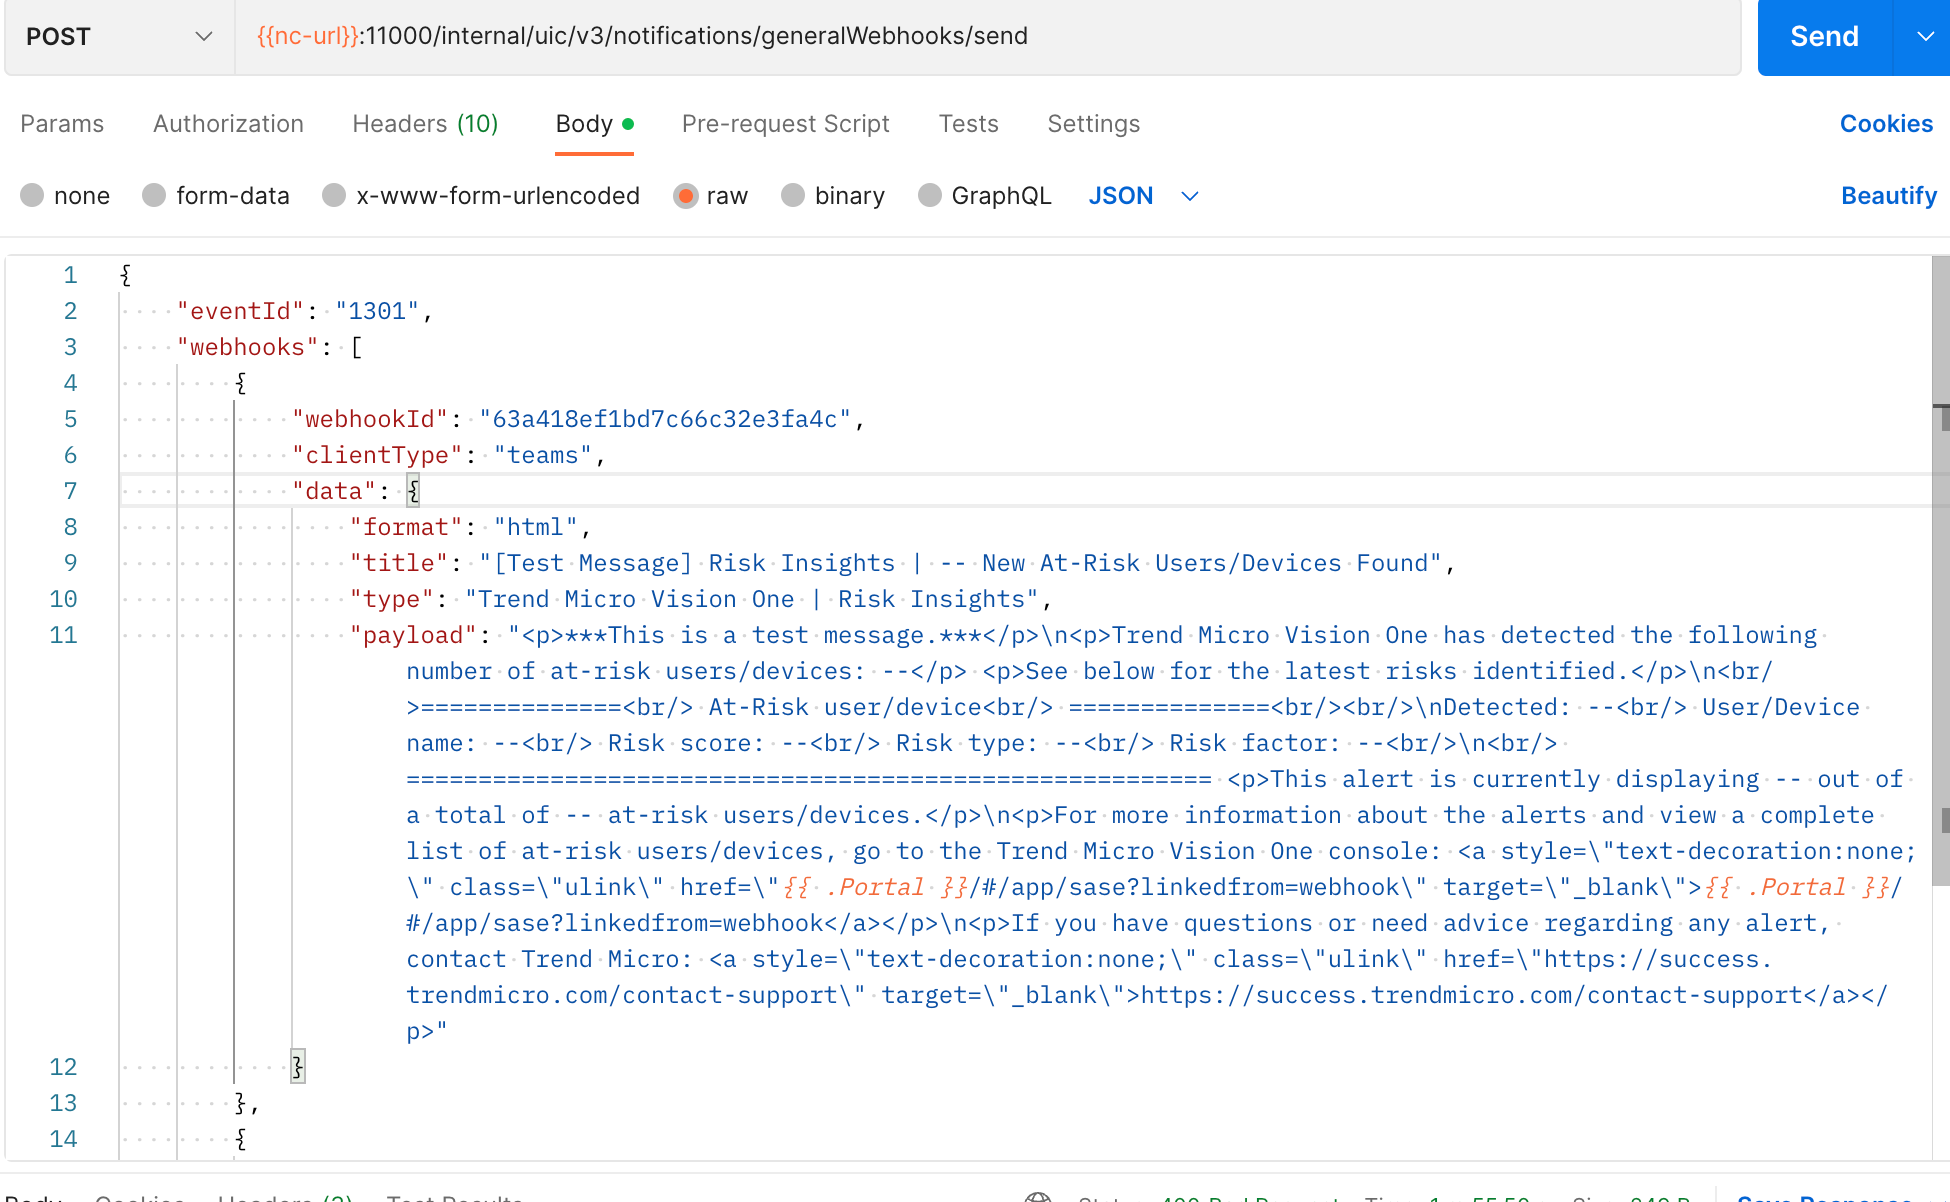 POST
{{nc-url}}:11000/internal/uic/v3/notifications/generalWebhooks/send
Send
Params Authorization Headers (10) Body Pre-request Script Tests Settings Cookies
none form-data x-www-form-urlencoded raw binary GraphQL JSON Beautify
1 {
2 "eventId": "1301",
3 "webhooks": [
4 {
5 "webhookId": "63a418ef1bd7c66c32e3fa4c",
6 "clientType": "teams",
7 "data": {
8 "format": "html",
9 "title": "[Test Message] Risk Insights | -- New At-Risk Users/Devices Found",
10 "type": "Trend Micro Vision One | Risk Insights",
11 "payload": "<p>***This is a test message.***</p>\n<p>Trend Micro Vision One has detected the following
number of at-risk users/devices: --</p> <p>See below for the latest risks identified.</p>\n<br/
>==============<br/> At-Risk user/device<br/> ==============<br/><br/>\nDetected: --<br/> User/Device
name: --<br/> Risk score: --<br/> Risk type: --<br/> Risk factor: --<br/>\n<br/>
======================================================== <p>This alert is currently displaying -- out of
a total of -- at-risk users/devices.</p>\n<p>For more information about the alerts and view a complete
list of at-risk users/devices, go to the Trend Micro Vision One console: <a style=\"text-decoration:none;
\" class=\"ulink\" href=\"{{ .Portal }}/#/app/sase?linkedfrom=webhook\" target=\"_blank\">{{ .Portal }}/
#/app/sase?linkedfrom=webhook</a></p>\n<p>If you have questions or need advice regarding any alert,
contact Trend Micro: <a style=\"text-decoration:none;\" class=\"ulink\" href=\"https://success.
trendmicro.com/contact-support\" target=\"_blank\">https://success.trendmicro.com/contact-support</a></
p>"
12 }
13 },
14 {
Body Cookies Headers (3) Test Results Save Response